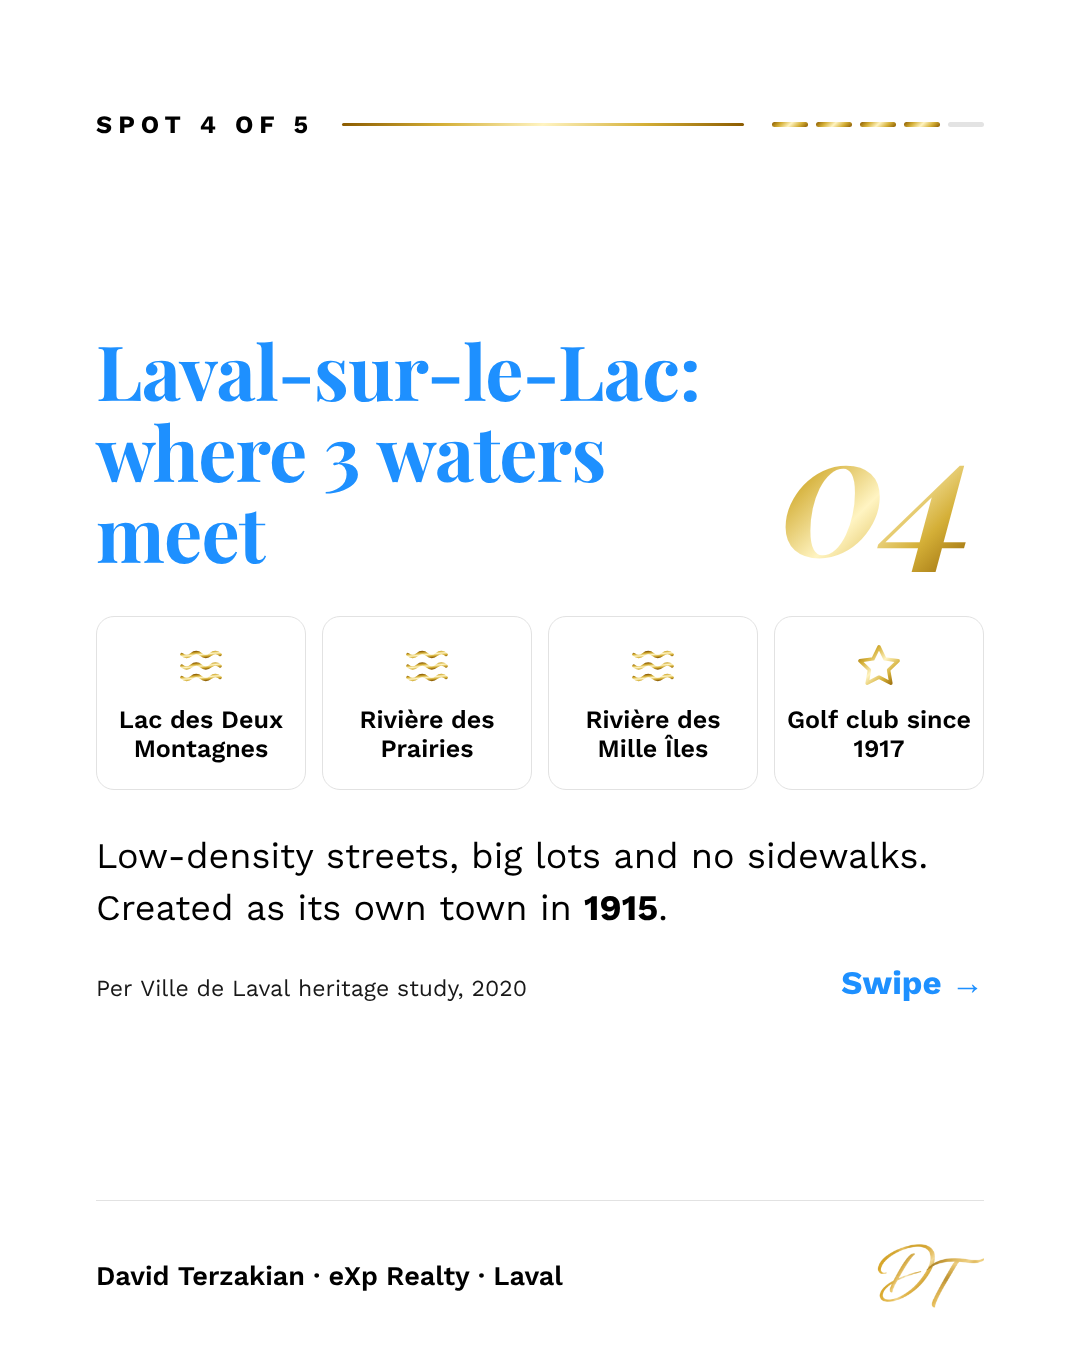 SPOT 4 OF 5
Laval-sur-le-Lac:
where 3 waters
meet
04
Lac des Deux
Montagnes
Rivière des
Prairies
Rivière des
Mille Îles
Golf club since
1917
Low-density streets, big lots and no sidewalks.
Created as its own town in 1915.
Per Ville de Laval heritage study, 2020
Swipe →
David Terzakian · eXp Realty · Laval
DT